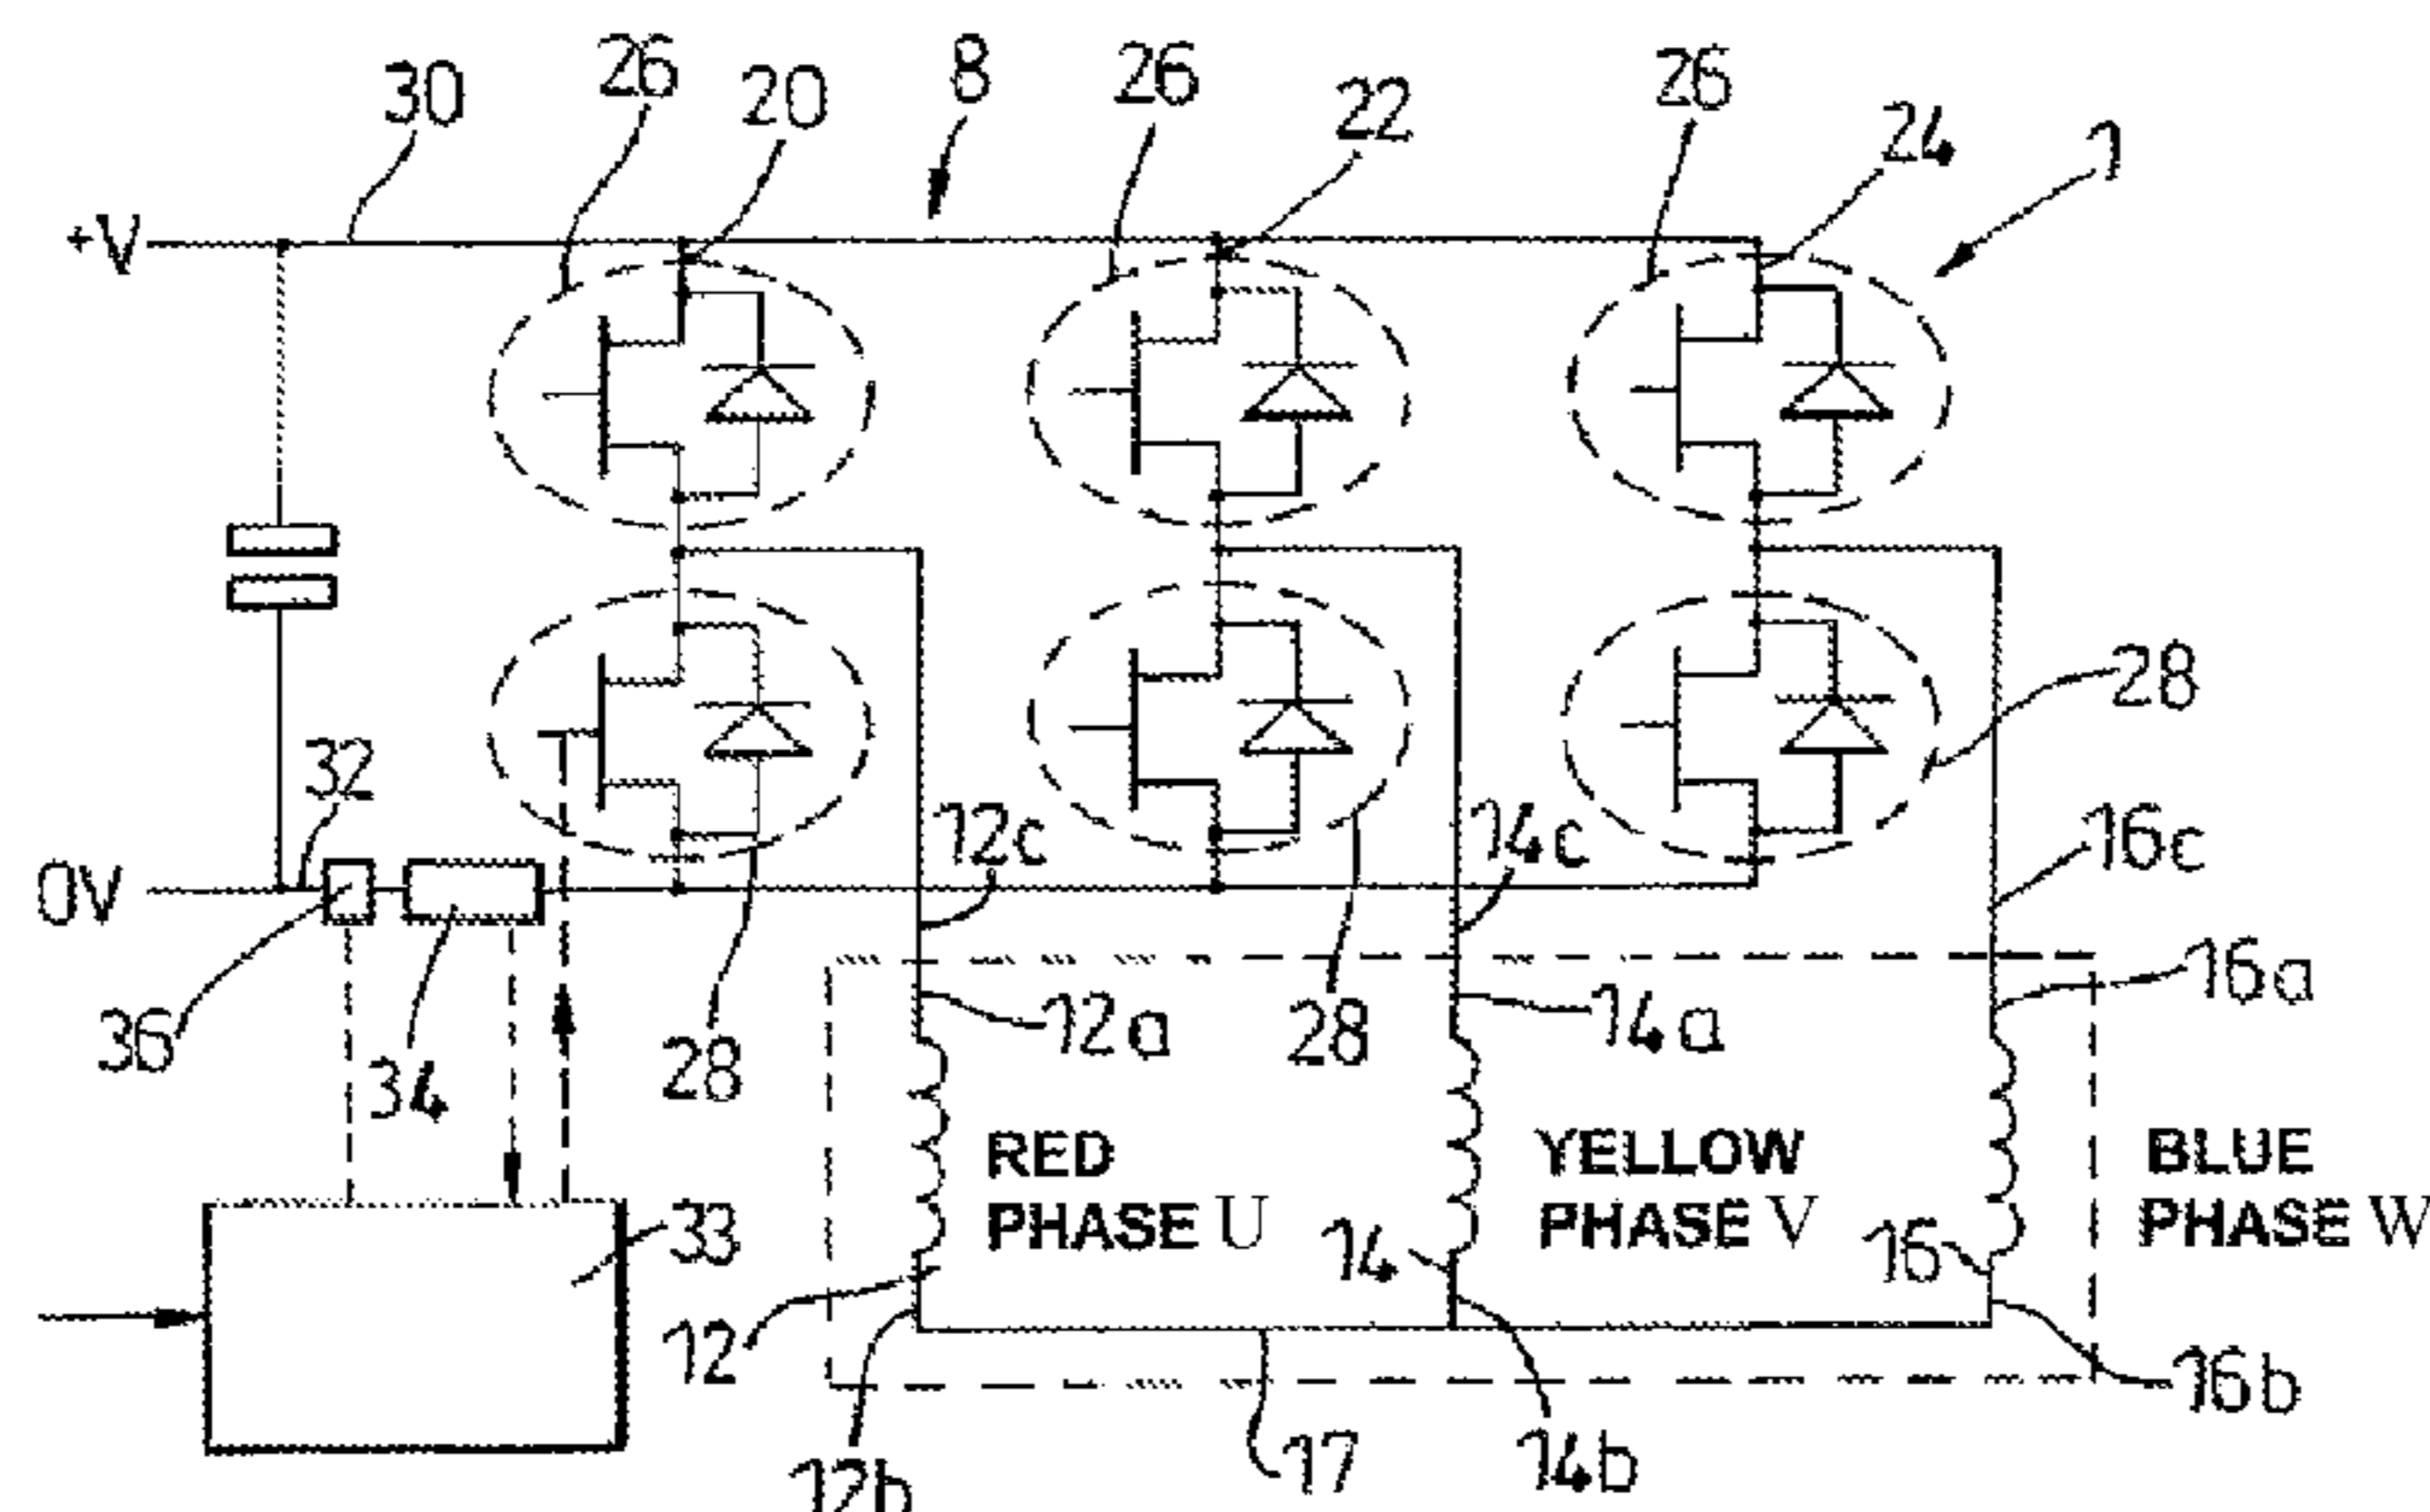 30 26 20 8 26 22 26 24 1
+V
28
32
12c 14c 16c
0V
36 34 28 12a 28 14a 16a
RED YELLOW BLUE
PHASE U PHASE V PHASE W
33 12 14 16
12b 17 14b 16b